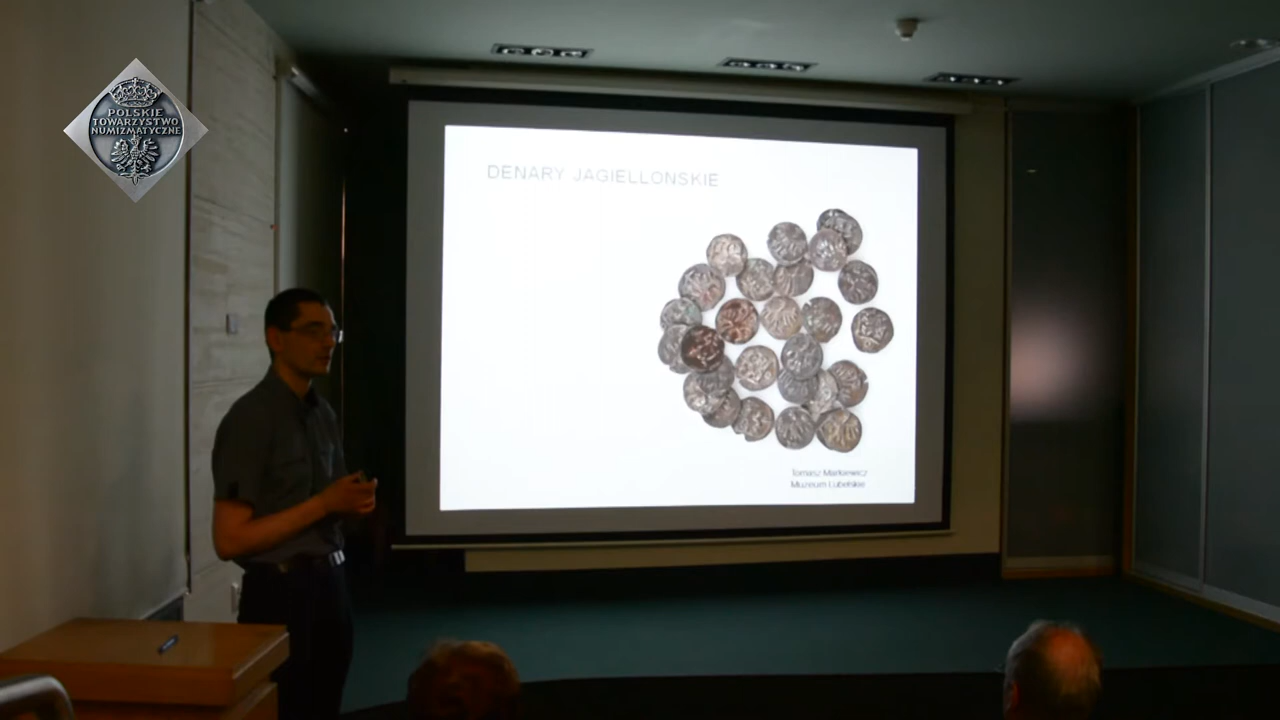 POLSKIE
TOWARZYSTWO
NUMIZMATYCZNE
DENARY JAGIELLONSKIE
Tomasz Markiewicz
Muzeum Lubelskie